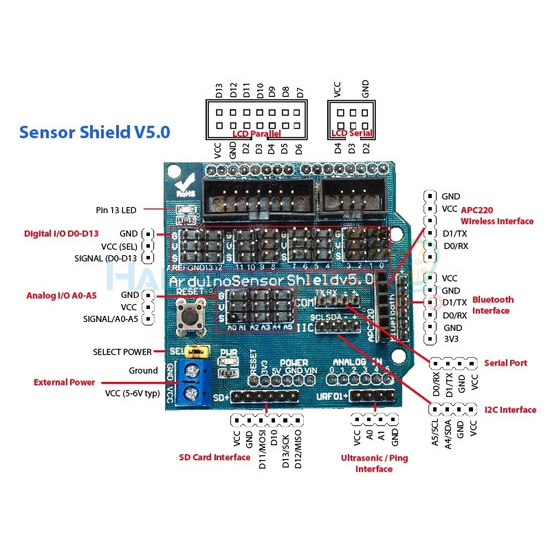 D13 D12 D11 D10 D9 D8 D7
VCC GND
LCD Parallel
LCD Serial
VCC GND D2 D3 D4 D5 D6
D4 D3 D2
Sensor Shield V5.0
RoHS
Pin 13 LED
Digital I/O D0-D13
GND
VCC (SEL)
SIGNAL (D0-D13)
G
V
S
AREF GND 13 12 11 10 9 8 7 6 5 4 3 2 1 0
ArduinoSensorShieldv5.0
RESET
COM
TX RX + -
Analog I/O A0-A5
GND
VCC
SIGNAL/A0-A5
G
V
S
A0 A1 A2 A3 A4 A5
SCL SDA - +
IIC
APC220
SELECT POWER
SEL
PWR
External Power
Ground
VCC (5-6V typ)
GND VCC
RESET
3V3
5V GND VIN
POWER
ANALOG IN
0 1 2 3 4 5
SD+
URF01+
GND
VCC
D1/TX
D0/RX
APC220
Wireless Interface
VCC
GND
D1/TX
D0/RX
GND
3V3
Bluetooth
Interface
Serial Port
D0/RX D1/TX GND VCC
I2C Interface
A5/SCL A4/SDA GND VCC
SD Card Interface
VCC GND D11/MOSI D10 D13/SCK D12/MISO
VCC A0 A1 GND
Ultrasonic / Ping
Interface